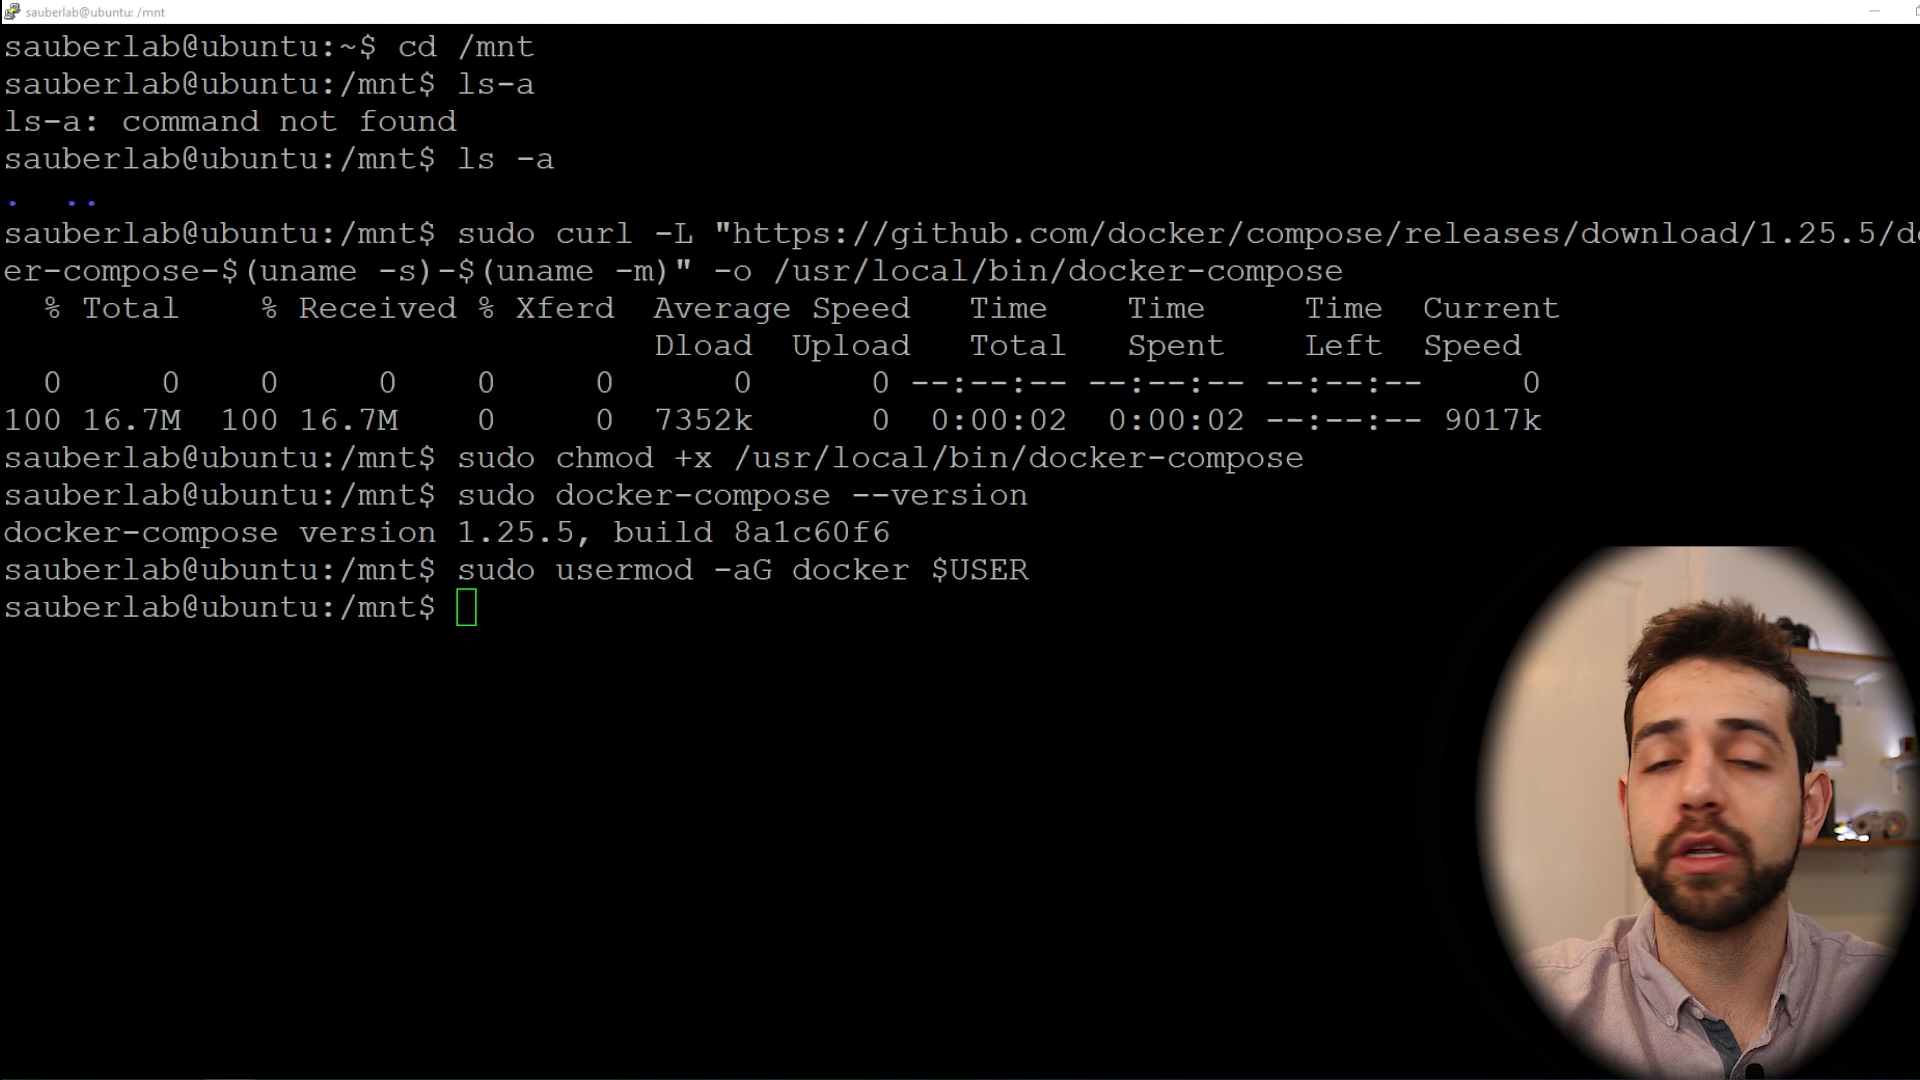 sauberlab@ubuntu: /mnt
sauberlab@ubuntu:~$ cd /mnt
sauberlab@ubuntu:/mnt$ ls-a
ls-a: command not found
sauberlab@ubuntu:/mnt$ ls -a
.  ..
sauberlab@ubuntu:/mnt$ sudo curl -L "https://github.com/docker/compose/releases/download/1.25.5/do
er-compose-$(uname -s)-$(uname -m)" -o /usr/local/bin/docker-compose
% Total % Received % Xferd Average Speed Time Time Time Current
Dload Upload Total Spent Left Speed
0 0 0 0 0 0 0 0 --:--:-- --:--:-- --:--:-- 0
100 16.7M 100 16.7M 0 0 7352k 0 0:00:02 0:00:02 --:--:-- 9017k
sauberlab@ubuntu:/mnt$ sudo chmod +x /usr/local/bin/docker-compose
sauberlab@ubuntu:/mnt$ sudo docker-compose --version
docker-compose version 1.25.5, build 8a1c60f6
sauberlab@ubuntu:/mnt$ sudo usermod -aG docker $USER
sauberlab@ubuntu:/mnt$